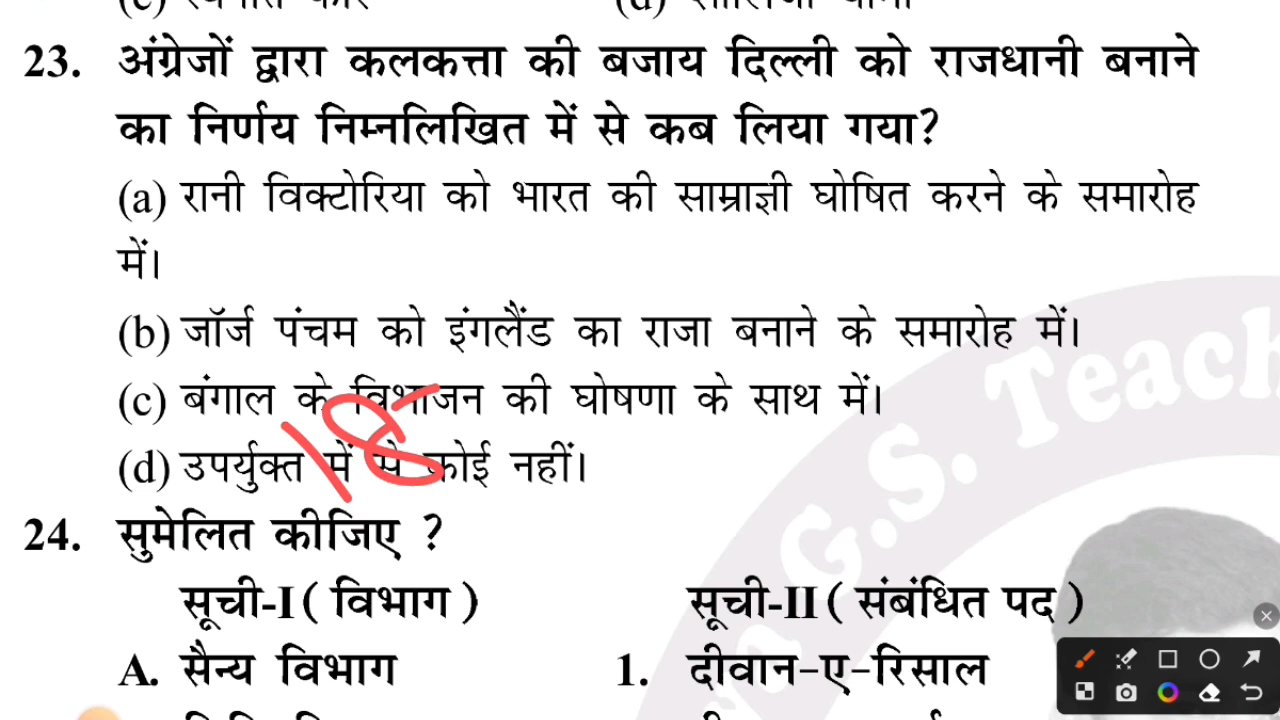 23. अंग्रेजों द्वारा कलकत्ता की बजाय दिल्ली को राजधानी बनाने
का निर्णय निम्नलिखित में से कब लिया गया?
(a) रानी विक्टोरिया को भारत की साम्राज्ञी घोषित करने के समारोह
में।
(b) जॉर्ज पंचम को इंगलैंड का राजा बनाने के समारोह में।
(c) बंगाल के विभाजन की घोषणा के साथ में।
(d) उपर्युक्त में से कोई नहीं।
24. सुमेलित कीजिए ?
सूची-I ( विभाग ) सूची-II ( संबंधित पद )
A. सैन्य विभाग 1. दीवान-ए-रिसाल
G.S. Teach